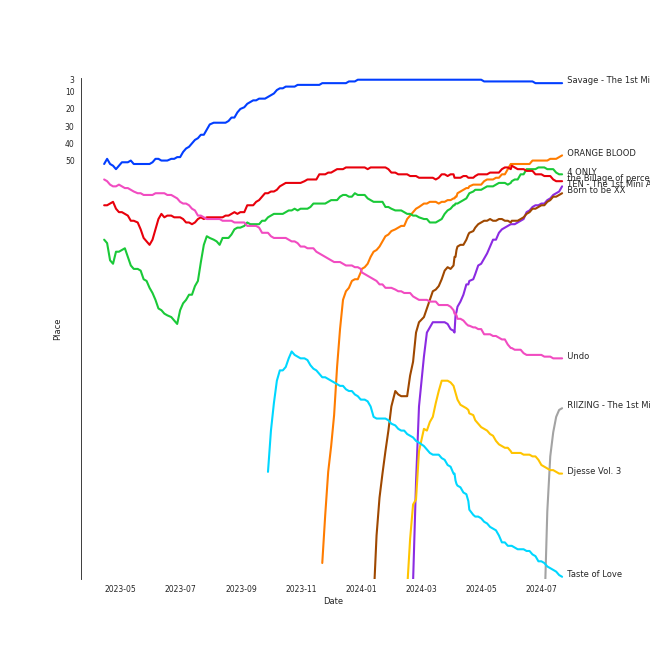 3
10
20
30
40
50
Place
Savage - The 1st Mi
ORANGE BLOOD
4 ONLY
the Billage of perce
TEN - The 1st Mini A
Born to be XX
Undo
RIIZING - The 1st Mi
Djesse Vol. 3
Taste of Love
2023-05
2023-07
2023-09
2023-11
2024-01
2024-03
2024-05
2024-07
Date